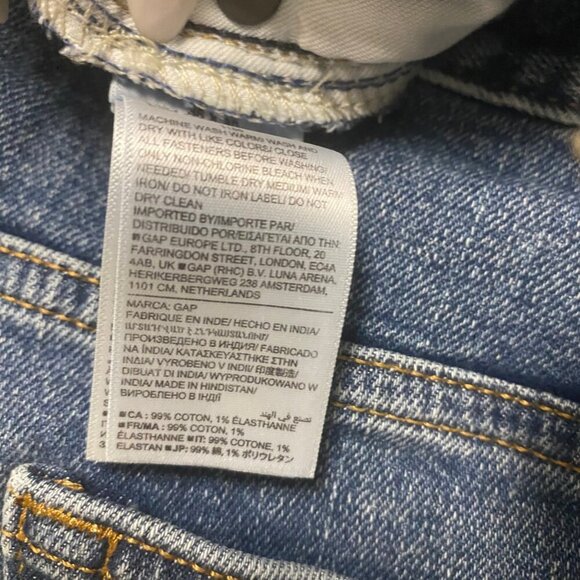 MACHINE WASH WARM/ WASH AND
DRY WITH LIKE COLORS/ CLOSE
ALL FASTENERS BEFORE WASHING/
ONLY NON-CHLORINE BLEACH WHEN
NEEDED/ TUMBLE DRY MEDIUM/ WARM
IRON/ DO NOT IRON LABEL/ DO NOT
DRY CLEAN
IMPORTED BY/IMPORTE PAR/
DISTRIBUIDO POR/ΕΙΣΑΓΕΤΑΙ ΑΠΟ ΤΗΝ:
■ GAP EUROPE LTD., 8TH FLOOR, 20
FARRINGDON STREET, LONDON, EC4A
4AB, UK ■ GAP (RHC) B.V. LUNA ARENA,
HERIKERBERGWEG 238 AMSTERDAM,
1101 CM, NETHERLANDS
MARCA: GAP
FABRIQUE EN INDE/ HECHO EN INDIA/
ПРОИЗВЕДЕНО В ИНДИЯ/ FABRICADO
NA ÍNDIA/ ΚΑΤΑΣΚΕΥΑΣΤΗΚΕ ΣΤΗΝ
ΙΝΔΙΑ/ VYROBENO V INDII/ 印度製造/
DIBUAT DI INDIA/ WYPRODUKOWANO W
INDIA/ MADE IN HINDISTAN/
ВИРОБЛЕНО В ІНДІЇ
صنع في الهند
■ CA : 99% COTON, 1% ÉLASTHANNE
■ FR/MA : 99% COTON, 1%
ÉLASTHANNE ■ IT: 99% COTONE, 1%
ELASTAN ■ JP: 99% 綿, 1% ポリウレタン